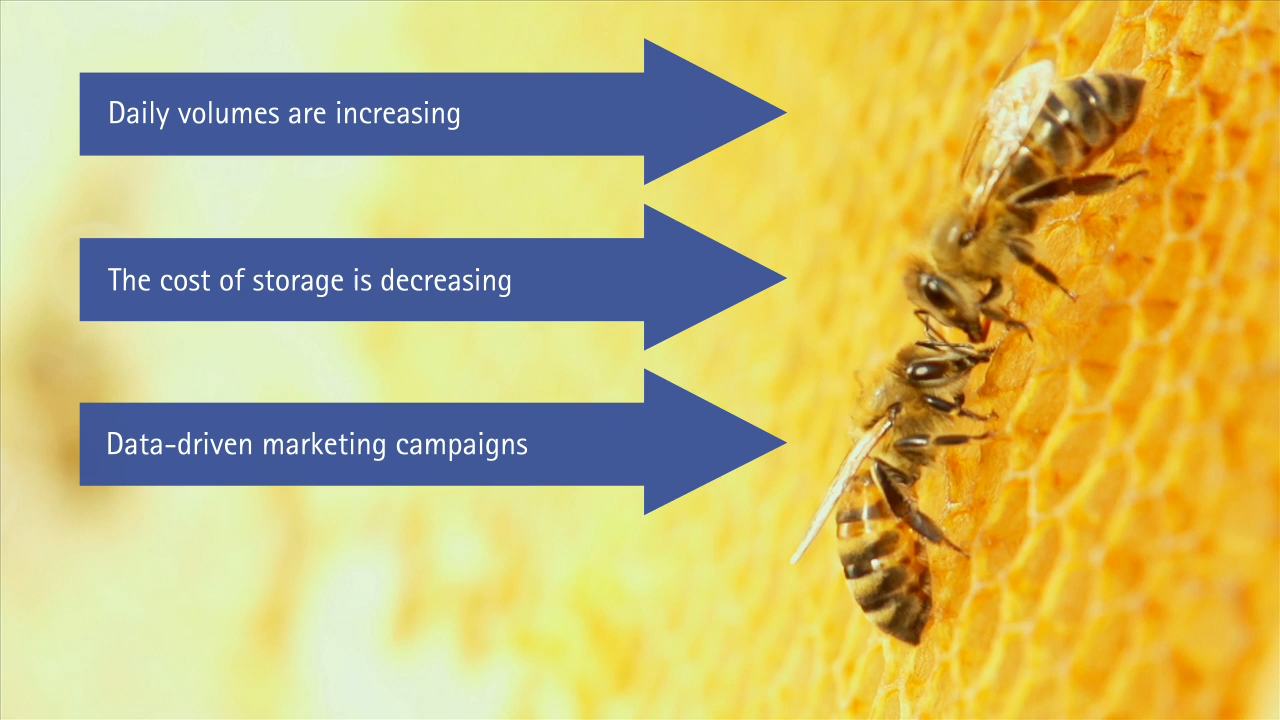 Daily volumes are increasing
The cost of storage is decreasing
Data-driven marketing campaigns